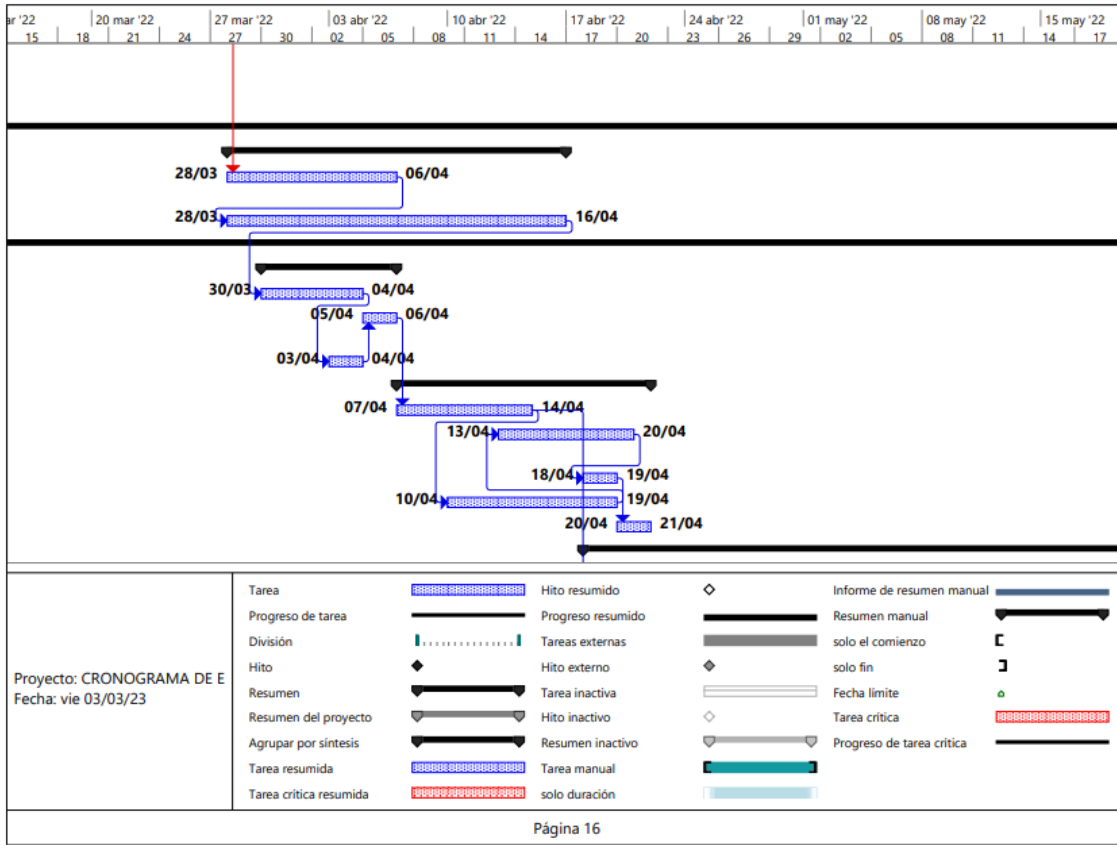 ar '22 20 mar '22 27 mar '22 03 abr '22 10 abr '22 17 abr '22 24 abr '22 01 may '22 08 may '22 15 may '22
15 18 21 24 27 30 02 05 08 11 14 17 20 23 26 29 02 05 08 11 14 17
28/03 06/04
28/03 16/04
30/03 04/04
05/04 06/04
03/04 04/04
07/04 14/04
13/04 20/04
18/04 19/04
10/04 19/04
20/04 21/04
Proyecto: CRONOGRAMA DE E
Fecha: vie 03/03/23
Tarea
Progreso de tarea
División
Hito
Resumen
Resumen del proyecto
Agrupar por síntesis
Tarea resumida
Tarea crítica resumida
Hito resumido
Progreso resumido
Tareas externas
Hito externo
Tarea inactiva
Hito inactivo
Resumen inactivo
Tarea manual
solo duración
Informe de resumen manual
Resumen manual
solo el comienzo
solo fin
Fecha límite
Tarea crítica
Progreso de tarea crítica
Página 16